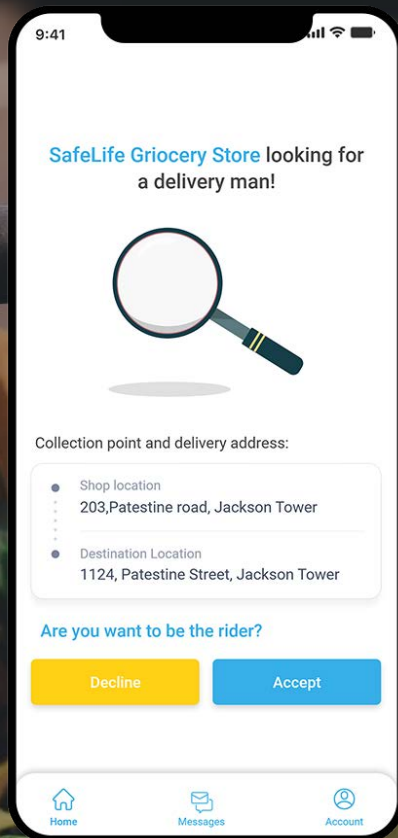 9:41
SafeLife Griocery Store looking for
a delivery man!
Collection point and delivery address:
Shop location
203,Patestine road, Jackson Tower
Destination Location
1124, Patestine Street, Jackson Tower
Are you want to be the rider?
Decline
Accept
Home
Messages
Account